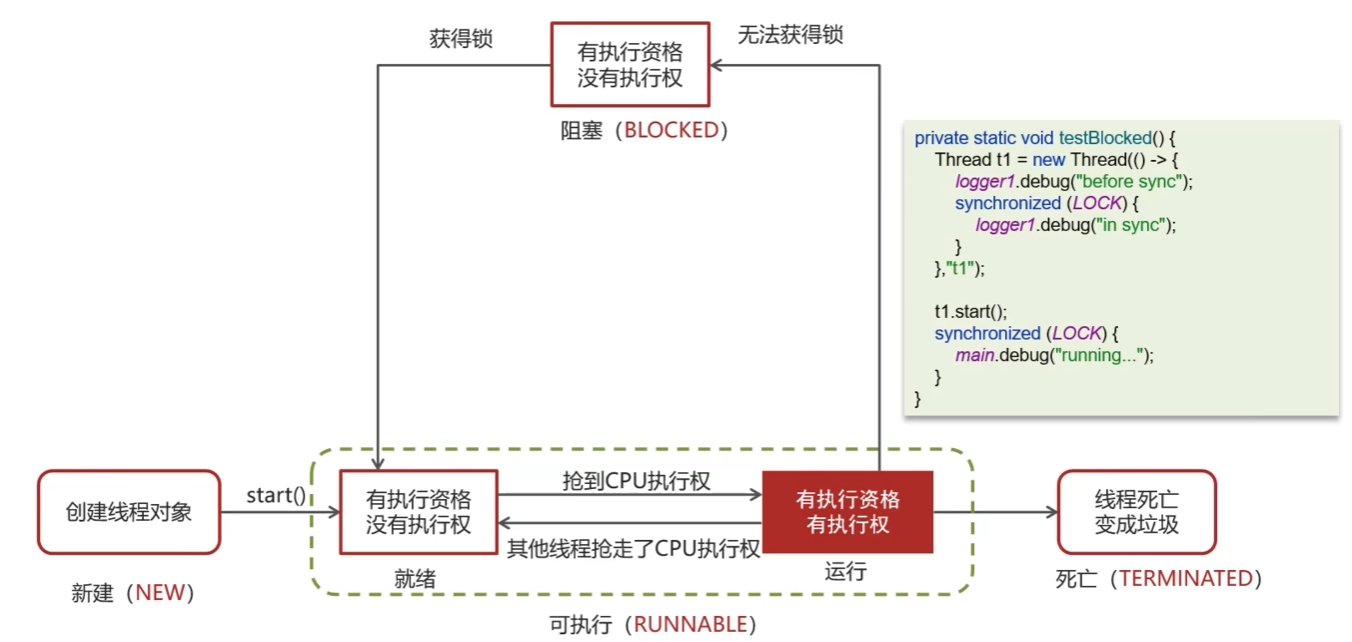 获得锁
有执行资格
没有执行权
无法获得锁
阻塞（BLOCKED）
private static void testBlocked() {
Thread t1 = new Thread(() -> {
logger1.debug("before sync");
synchronized (LOCK) {
logger1.debug("in sync");
}
},"t1");
t1.start();
synchronized (LOCK) {
main.debug("running...");
}
}
创建线程对象
新建（NEW）
start()
有执行资格
没有执行权
就绪
抢到CPU执行权
其他线程抢走了CPU执行权
有执行资格
有执行权
运行
可执行（RUNNABLE）
线程死亡
变成垃圾
死亡（TERMINATED）